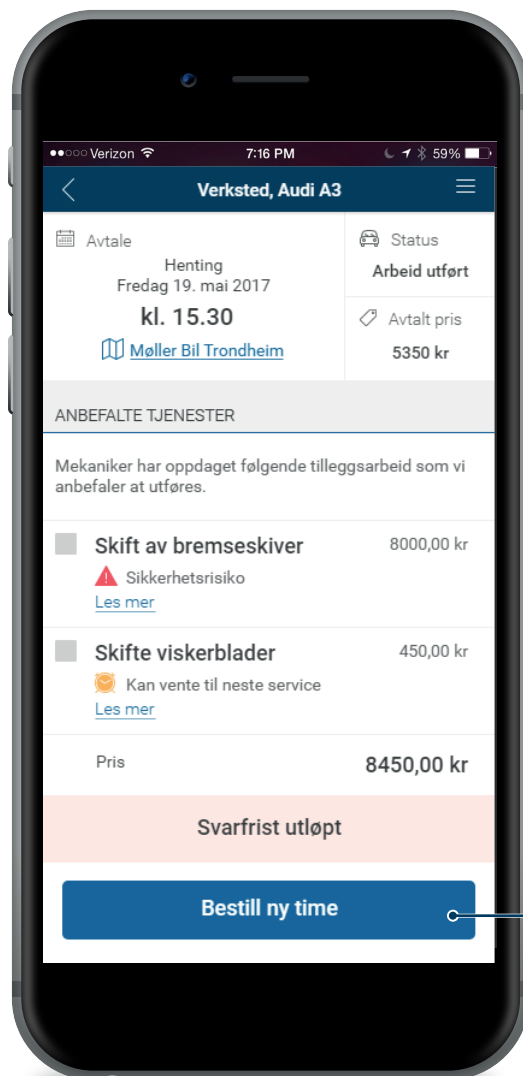 Verizon 7:16 PM 59%
Verksted, Audi A3
Avtale
Henting
Fredag 19. mai 2017
kl. 15.30
Møller Bil Trondheim
Status
Arbeid utført
Avtalt pris
5350 kr
ANBEFALTE TJENESTER
Mekaniker har oppdaget følgende tilleggsarbeid som vi
anbefaler at utføres.
Skift av bremseskiver 8000,00 kr
Sikkerhetsrisiko
Les mer
Skifte viskerblader 450,00 kr
Kan vente til neste service
Les mer
Pris 8450,00 kr
Svarfrist utløpt
Bestill ny time